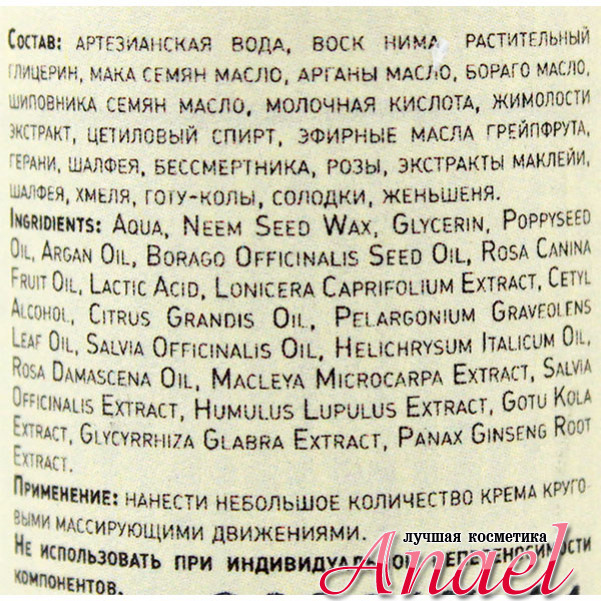 Состав: артезианская вода, воск нима, растительный
глицерин, мака семян масло, арганы масло, бораго масло,
шиповника семян масло, молочная кислота, жимолости
экстракт, цетиловый спирт, эфирные масла грейпфрута,
герани, шалфея, бессмертника, розы, экстракты маклейи,
шалфея, хмеля, готу-колы, солодки, женьшеня.
Ingridients: Aqua, Neem Seed Wax, Glycerin, Poppyseed
Oil, Argan Oil, Borago Officinalis Seed Oil, Rosa Canina
Fruit Oil, Lactic Acid, Lonicera Caprifolium Extract, Cetyl
Alcohol, Citrus Grandis Oil, Pelargonium Graveolens
Leaf Oil, Salvia Officinalis Oil, Helichrysum Italicum Oil,
Rosa Damascena Oil, Macleya Microcarpa Extract, Salvia
Officinalis Extract, Humulus Lupulus Extract, Gotu Kola
Extract, Glycyrrhiza Glabra Extract, Panax Ginseng Root
Extract.
Применение: нанести небольшое количество крема круго-
выми массирующими движениями.
Не использовать при индивидуальной непереносимости
компонентов.
лучшая косметика
Anael